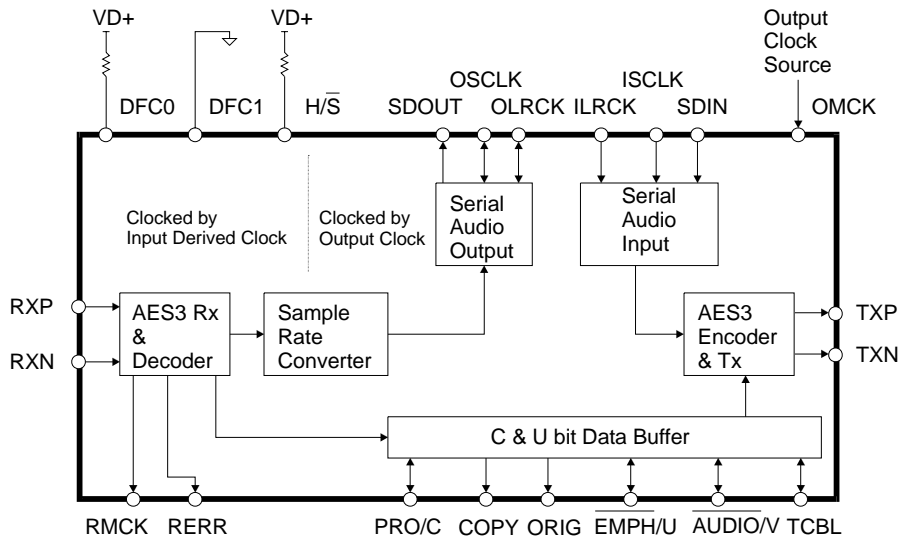 VD+
VD+
Output
Clock
Source
OSCLK
ISCLK
DFC0
DFC1
H/S̅
SDOUT
OLRCK
ILRCK
SDIN
OMCK
Clocked by
Input Derived Clock
Clocked by
Output Clock
Serial
Audio
Output
Serial
Audio
Input
RXP
RXN
AES3 Rx
&
Decoder
Sample
Rate
Converter
AES3
Encoder
& Tx
TXP
TXN
C & U bit Data Buffer
RMCK
RERR
PRO/C
COPY
ORIG
E̅M̅P̅H̅/U
A̅U̅D̅I̅O̅/V
TCBL